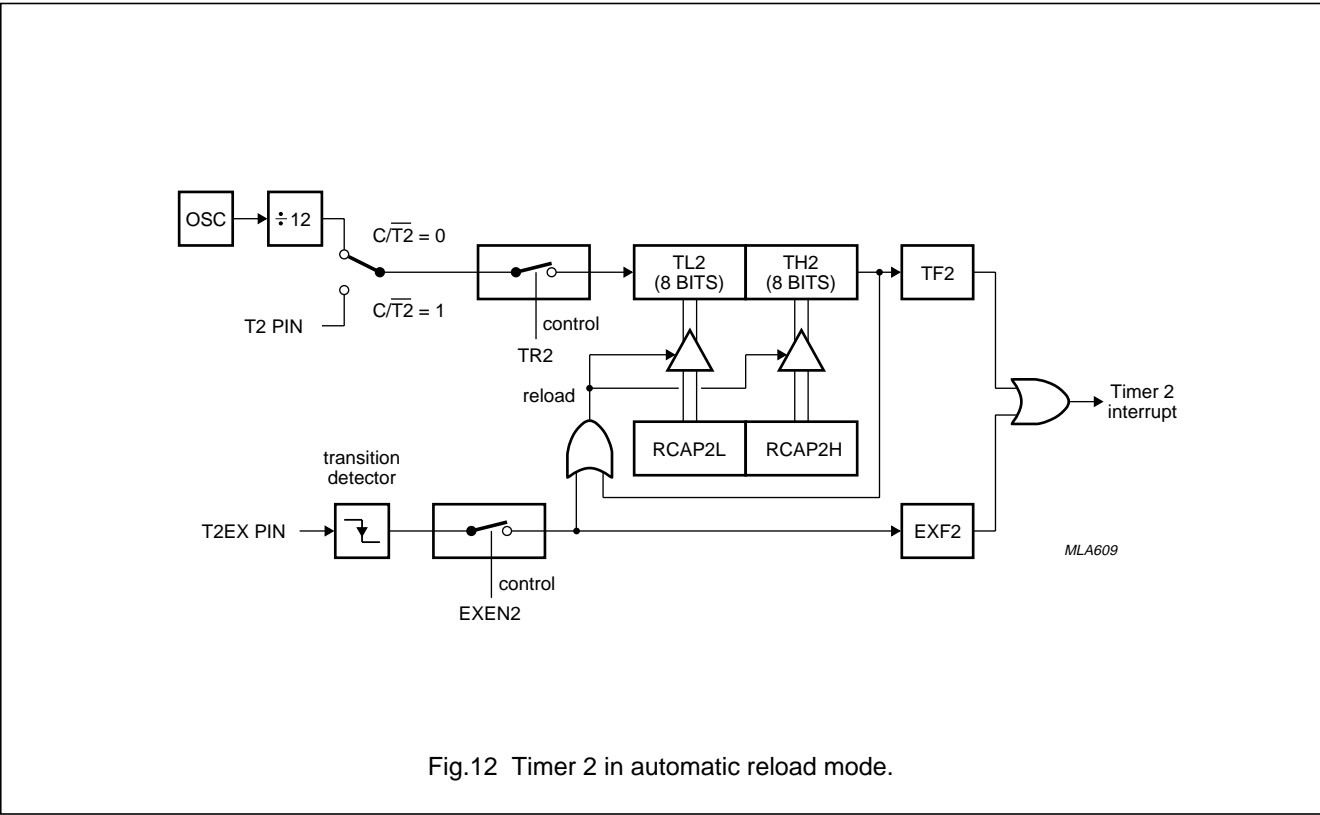 OSC
÷ 12
C/T2 = 0
TL2
(8 BITS)
TH2
(8 BITS)
TF2
C/T2 = 1
T2 PIN
control
TR2
reload
Timer 2
interrupt
RCAP2L
RCAP2H
transition
detector
T2EX PIN
EXF2
MLA609
control
EXEN2
Fig.12 Timer 2 in automatic reload mode.